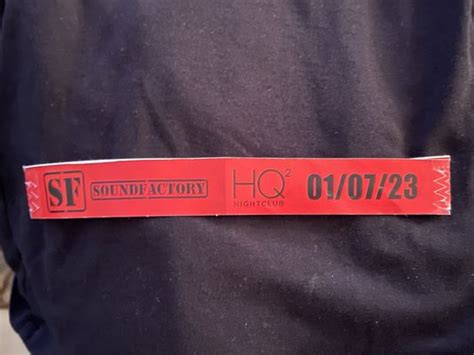 SF SOUNDFACTORY HQ² 01/07/23
NIGHTCLUB